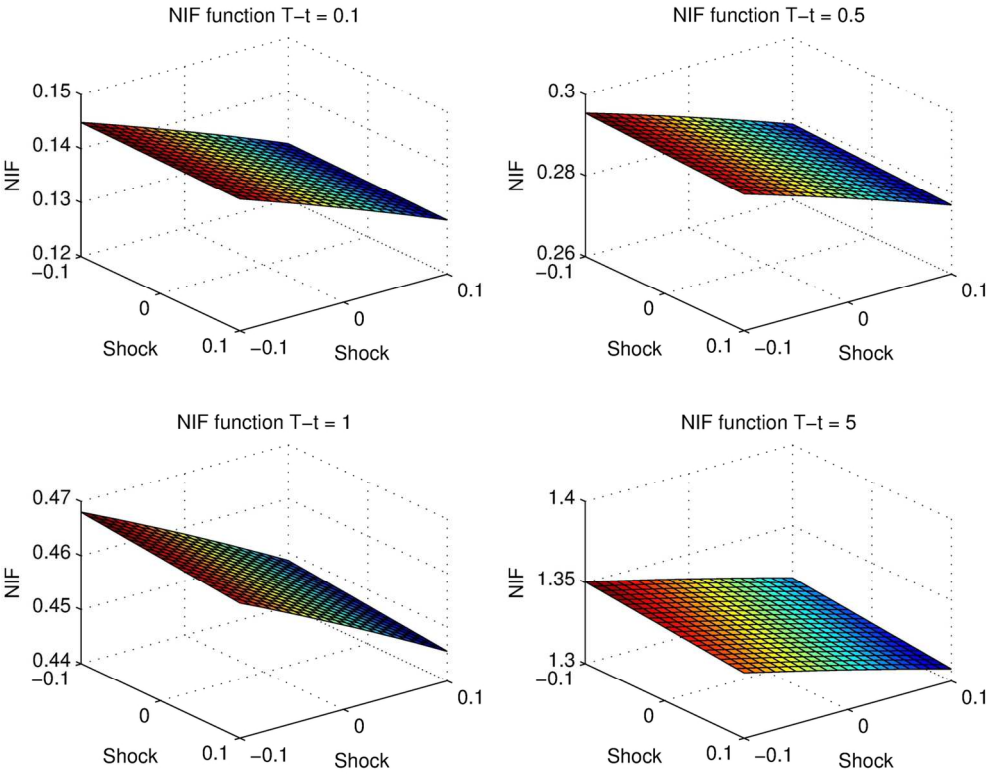 NIF function T−t = 0.1
0.15
0.14
0.13
0.12
NIF
−0.1
0
0.1
Shock
−0.1
0
0.1
Shock
NIF function T−t = 0.5
0.3
0.28
0.26
NIF
−0.1
0
0.1
Shock
−0.1
0
0.1
Shock
NIF function T−t = 1
0.47
0.46
0.45
0.44
NIF
−0.1
0
0.1
Shock
−0.1
0
0.1
Shock
NIF function T−t = 5
1.4
1.35
1.3
NIF
−0.1
0
0.1
Shock
−0.1
0
0.1
Shock